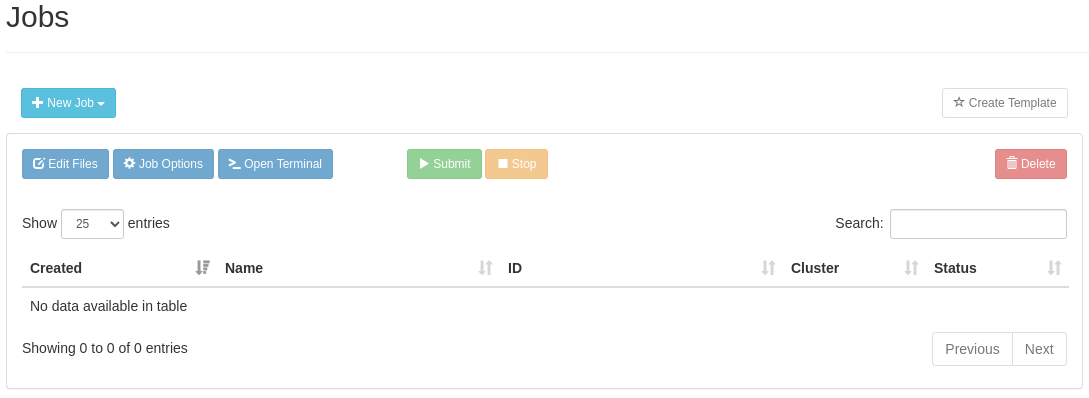 Jobs
New Job
Create Template
Edit Files Job Options Open Terminal Submit Stop Delete
Show 25 entries Search:
Created Name ID Cluster Status
No data available in table
Showing 0 to 0 of 0 entries Previous Next